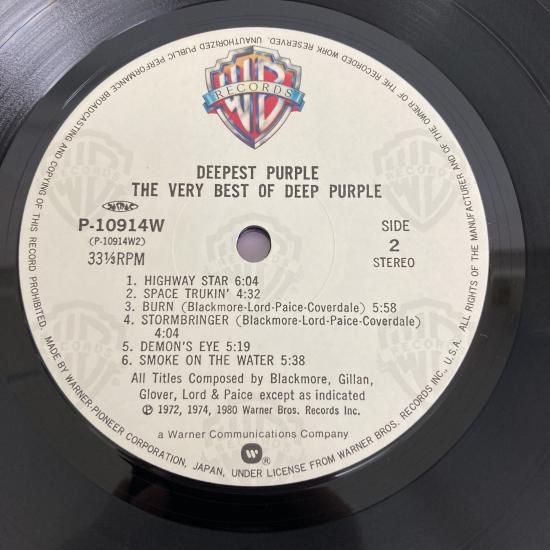 UNAUTHORIZED PUBLIC PERFORMANCE BROADCASTING AND COPYING OF THIS RECORD PROHIBITED. MADE BY WARNER-PIONEER CORPORATION, JAPAN, UNDER LICENSE FROM WARNER BROS. RECORDS INC., U.S.A. ALL RIGHTS OF THE MANUFACTURER AND OF THE OWNER OF THE RECORDED WORK RESERVED.
WB
RECORDS
DEEPEST PURPLE
THE VERY BEST OF DEEP PURPLE
P-10914W
(P-10914W2)
33⅓RPM
SIDE
2
STEREO
1. HIGHWAY STAR 6:04
2. SPACE TRUKIN' 4:32
3. BURN (Blackmore-Lord-Paice-Coverdale) 5:58
4. STORMBRINGER (Blackmore-Lord-Paice-Coverdale)
4:04
5. DEMON'S EYE 5:19
6. SMOKE ON THE WATER 5:38
All Titles Composed by Blackmore, Gillan,
Glover, Lord & Paice except as indicated
℗ 1972, 1974, 1980 Warner Bros. Records Inc.
a Warner Communications Company